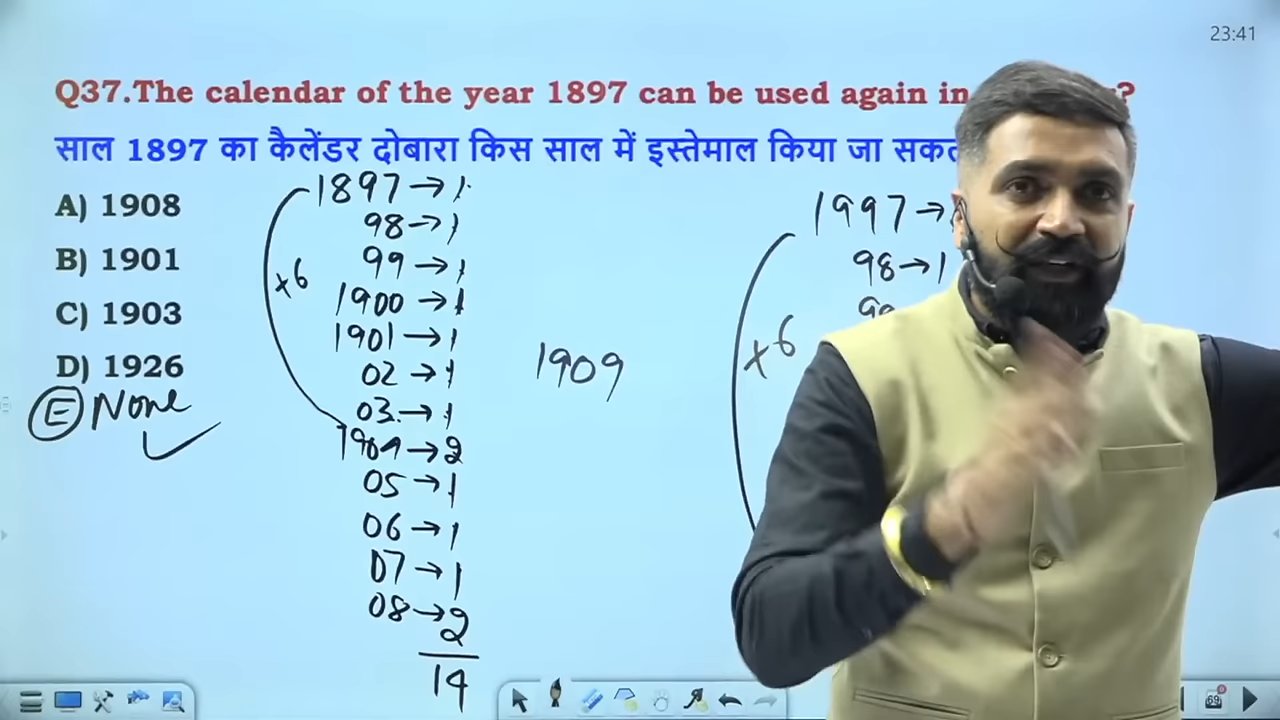 23:41
Q37.The calendar of the year 1897 can be used again in ?
साल 1897 का कैलेंडर दोबारा किस साल में इस्तेमाल किया जा
A) 1908
B) 1901
C) 1903
D) 1926
E None
1897→1
98→1
99→1
1900→1
1901→1
02→1
03→1
1904→2
05→1
06→1
07→1
08→2
14
+6
1909
1997→
98→1
+6
69